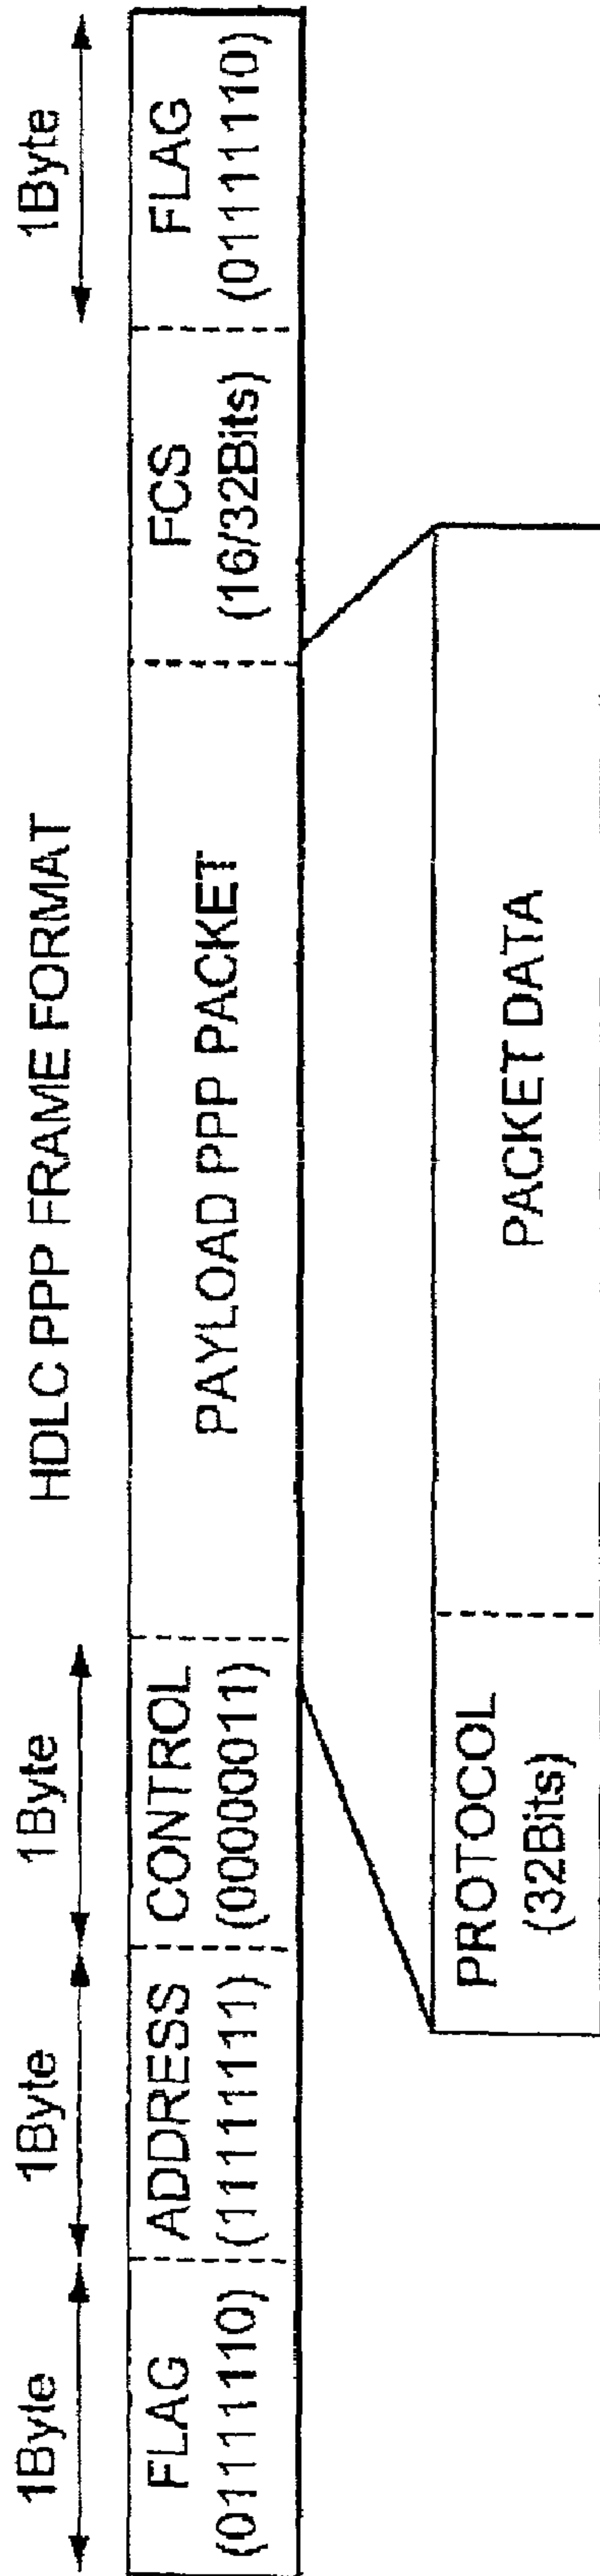 HDLC PPP FRAME FORMAT
1Byte 1Byte 1Byte 1Byte
FLAG ADDRESS CONTROL PAYLOAD PPP PACKET FCS FLAG
(01111110) (11111111) (00000011) (16/32Bits) (01111110)
PROTOCOL PACKET DATA
(32Bits)